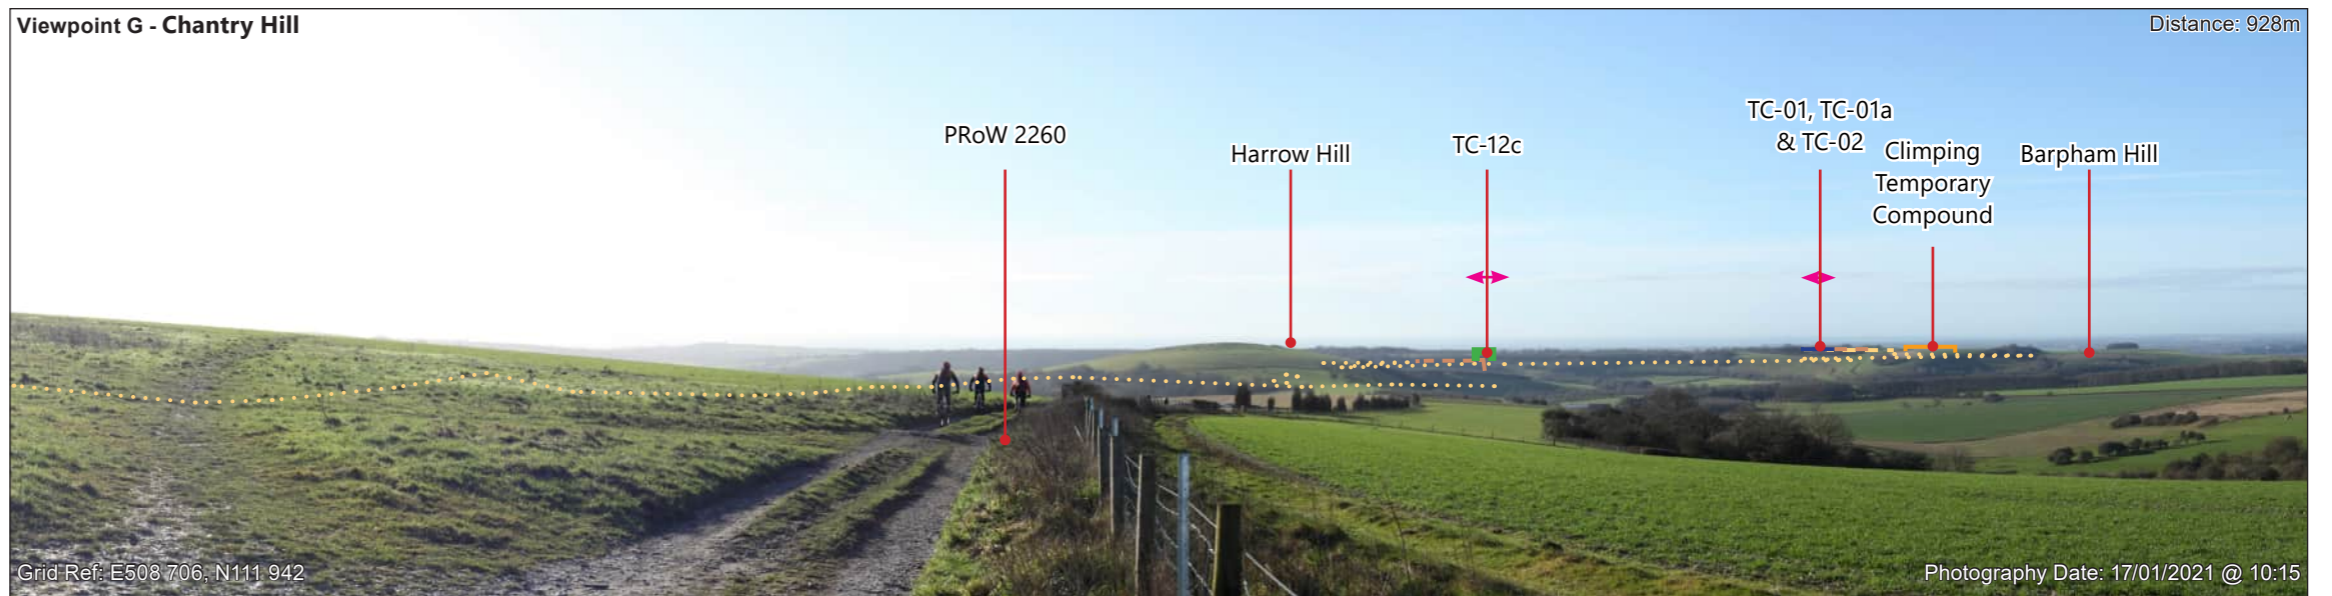 Viewpoint G - Chantry Hill
Distance: 928m
PRoW 2260
Harrow Hill
TC-12c
TC-01, TC-01a
& TC-02
Climping
Temporary
Compound
Barpham Hill
Grid Ref: E508 706, N111 942
Photography Date: 17/01/2021 @ 10:15